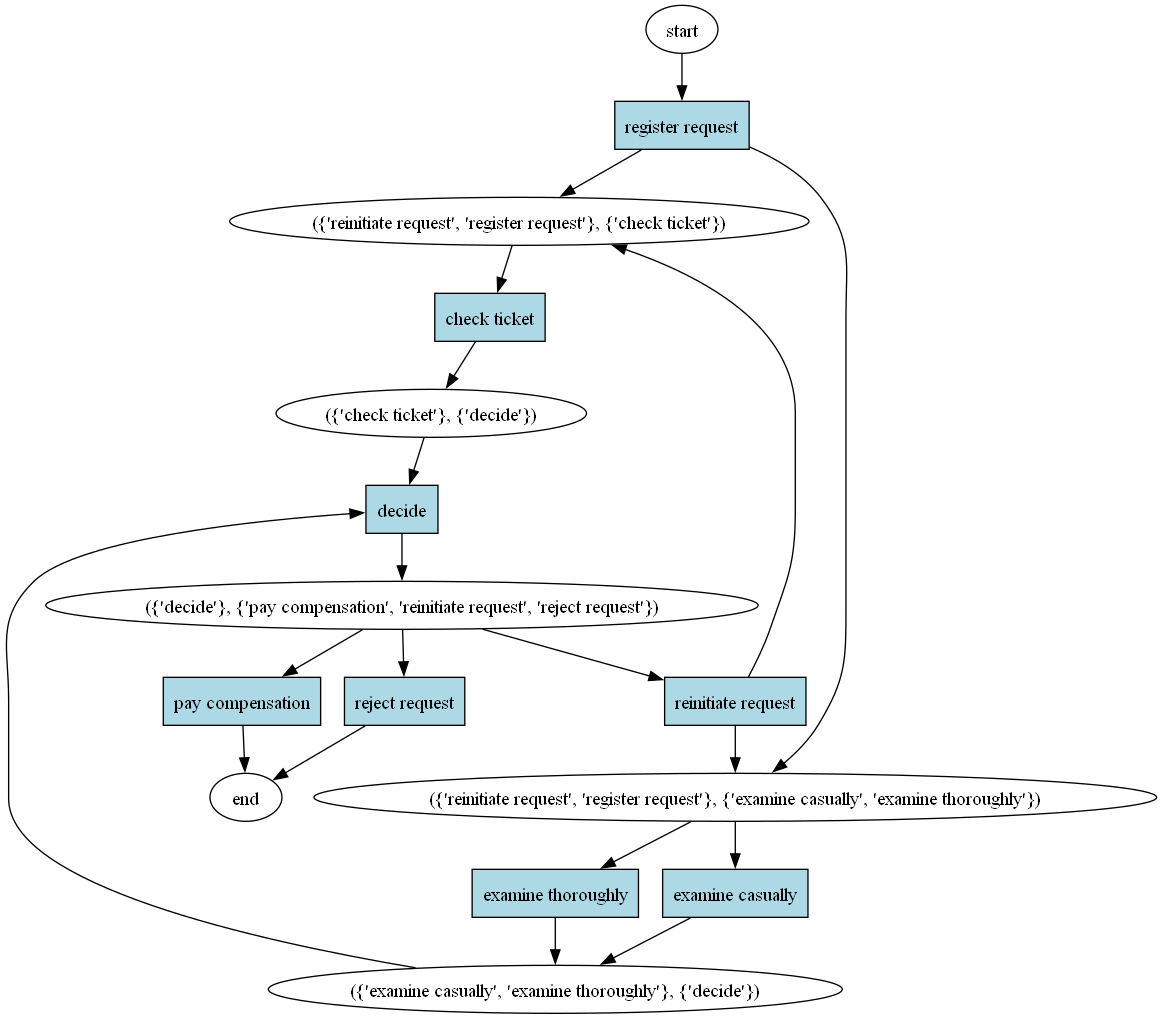 start
register request
({'reinitiate request', 'register request'}, {'check ticket'})
check ticket
({'check ticket'}, {'decide'})
decide
({'decide'}, {'pay compensation', 'reinitiate request', 'reject request'})
pay compensation
reject request
reinitiate request
end
({'reinitiate request', 'register request'}, {'examine casually', 'examine thoroughly'})
examine thoroughly
examine casually
({'examine casually', 'examine thoroughly'}, {'decide'})